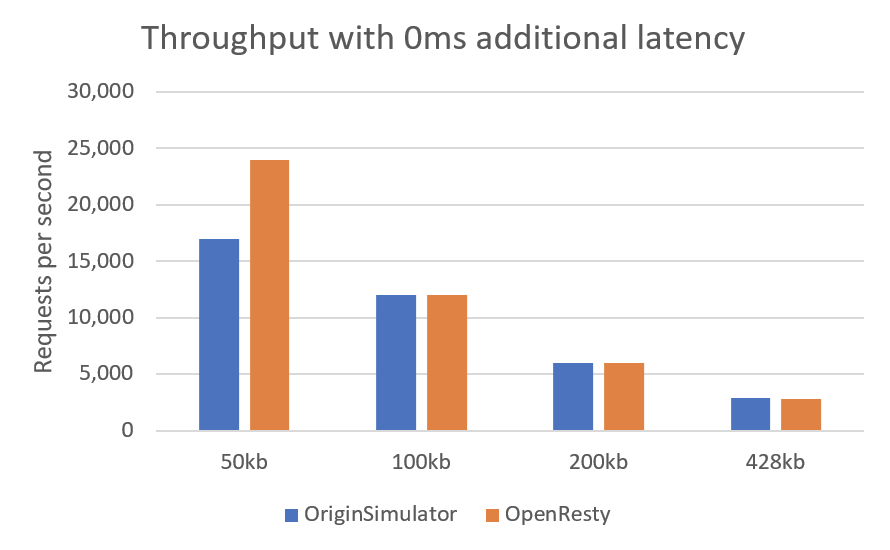 Throughput with 0ms additional latency
Requests per second
30,000
25,000
20,000
15,000
10,000
5,000
0
50kb 100kb 200kb 428kb
OriginSimulator OpenResty